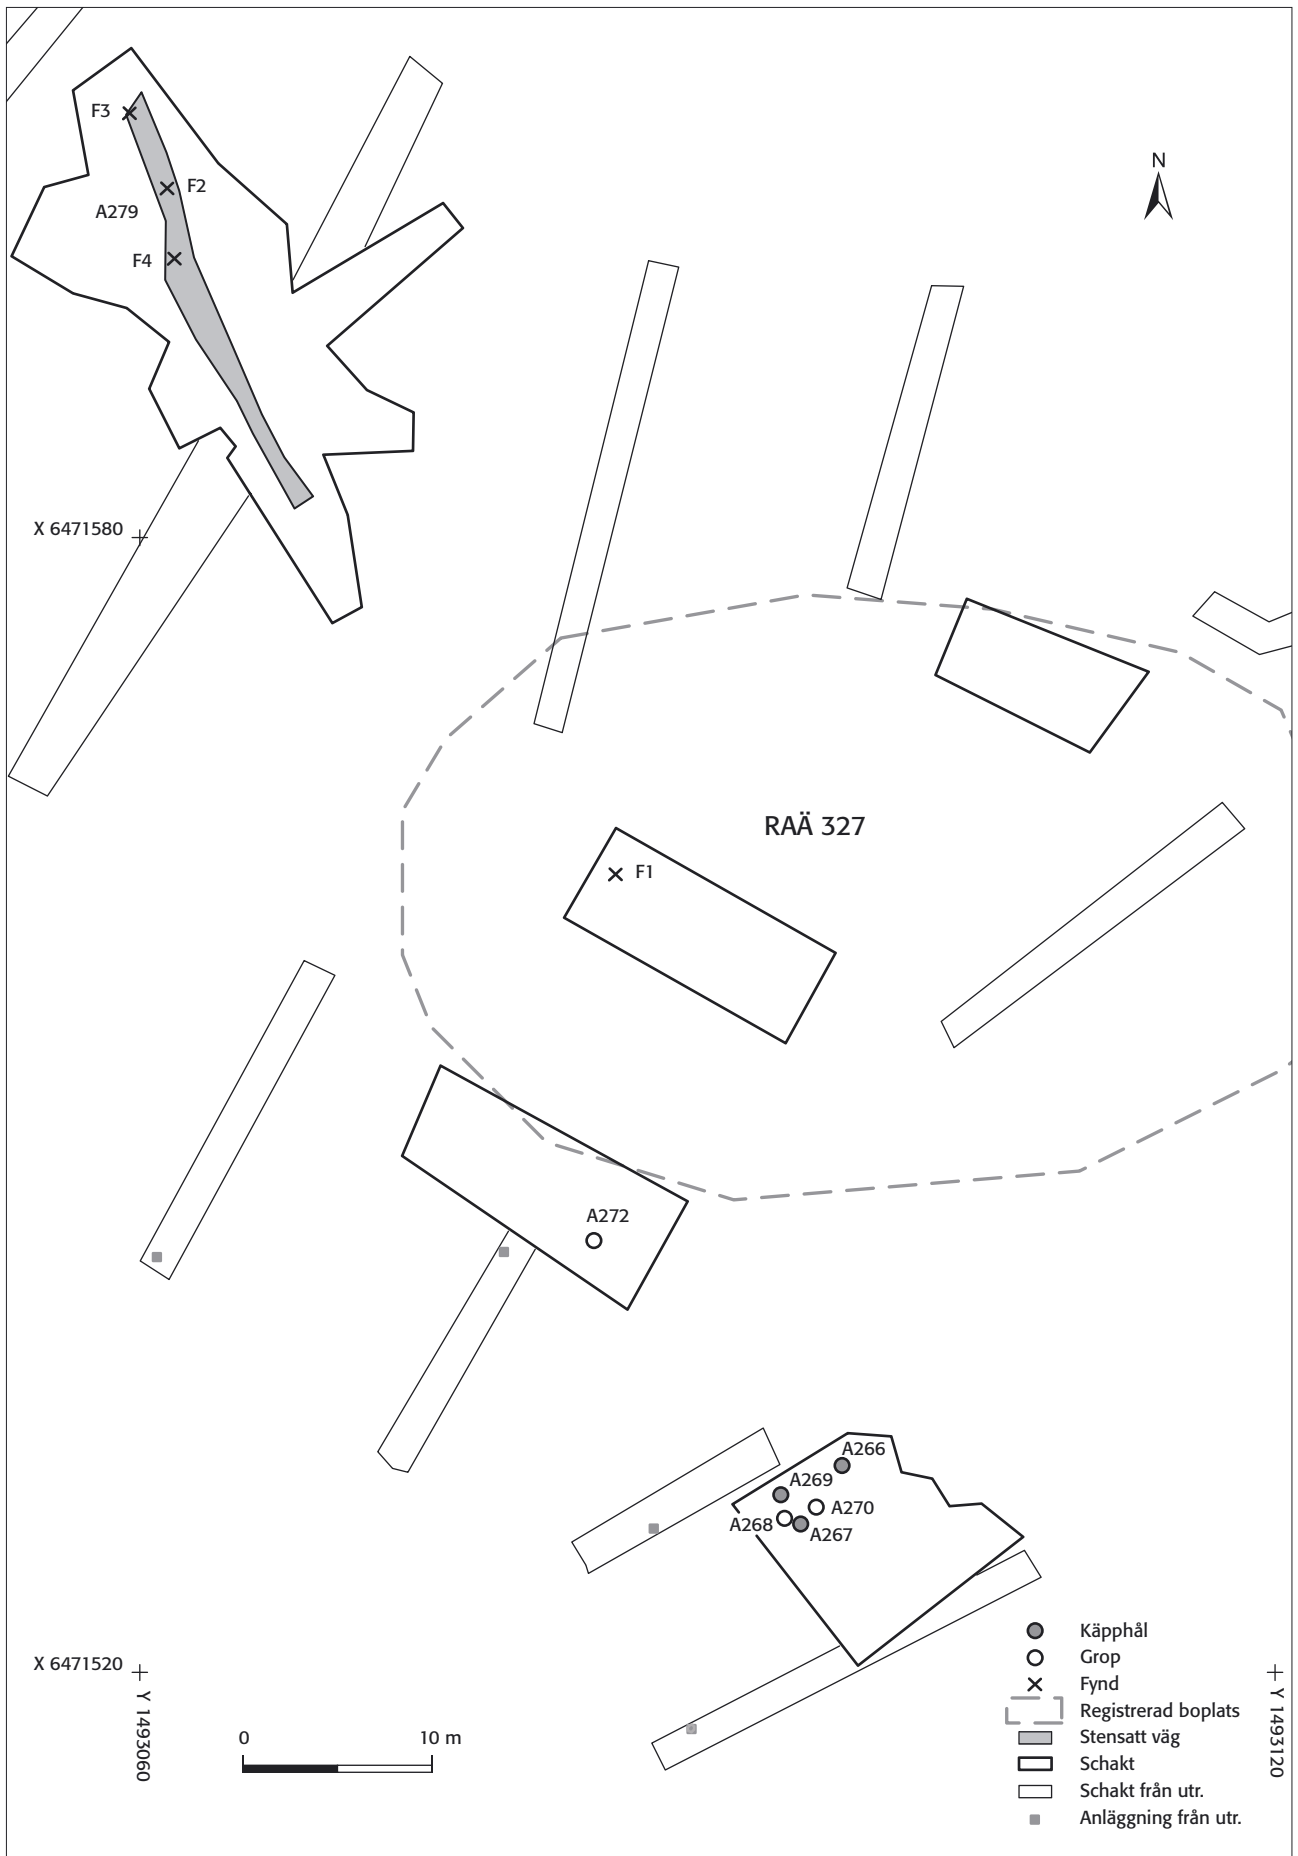 F3
N
F2
A279
F4
X 6471580
RAÄ 327
F1
A272
A266
A269
A270
A268
A267
Käpphål
Grop
X 6471520
Fynd
Registrerad boplats
Y 1493060
Y 1493120
0 10 m
Stensatt väg
Schakt
Schakt från utr.
Anläggning från utr.